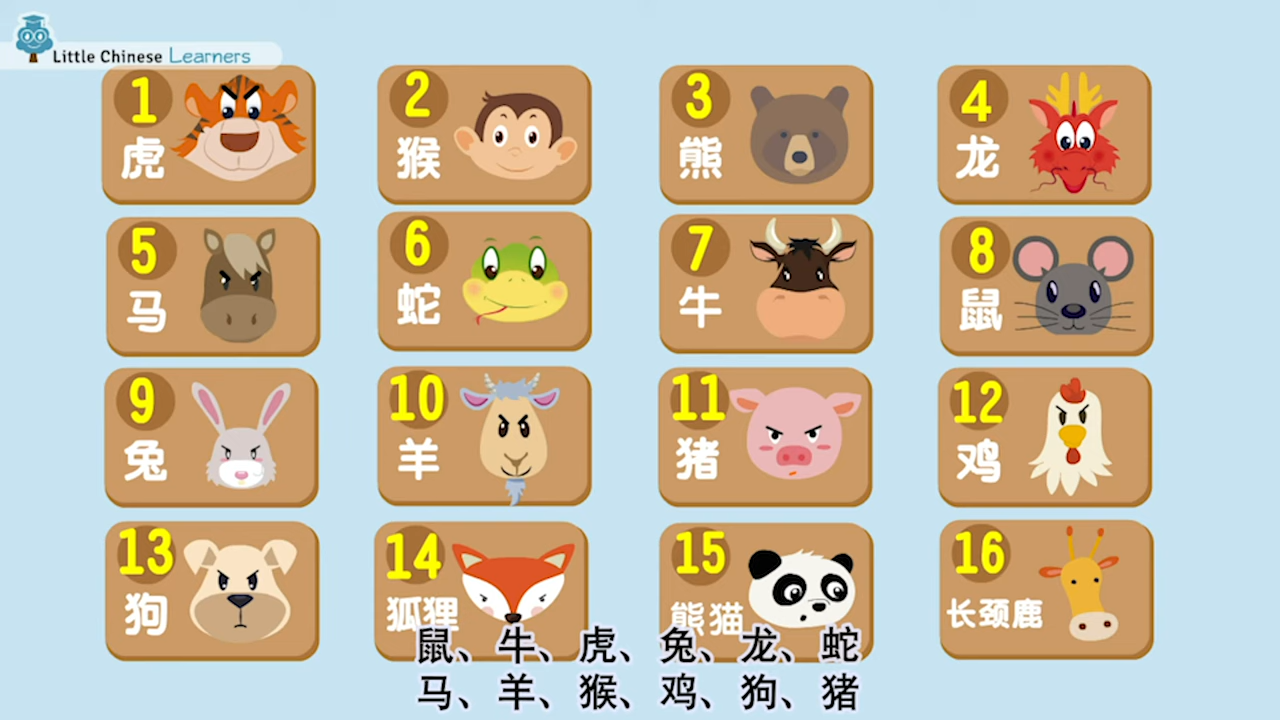 Little Chinese Learners
1
虎
2
猴
3
熊
4
龙
5
马
6
蛇
7
牛
8
鼠
9
兔
10
羊
11
猪
12
鸡
13
狗
14
狐狸
15
熊猫
16
长颈鹿
鼠、牛、虎、兔、龙、蛇
马、羊、猴、鸡、狗、猪